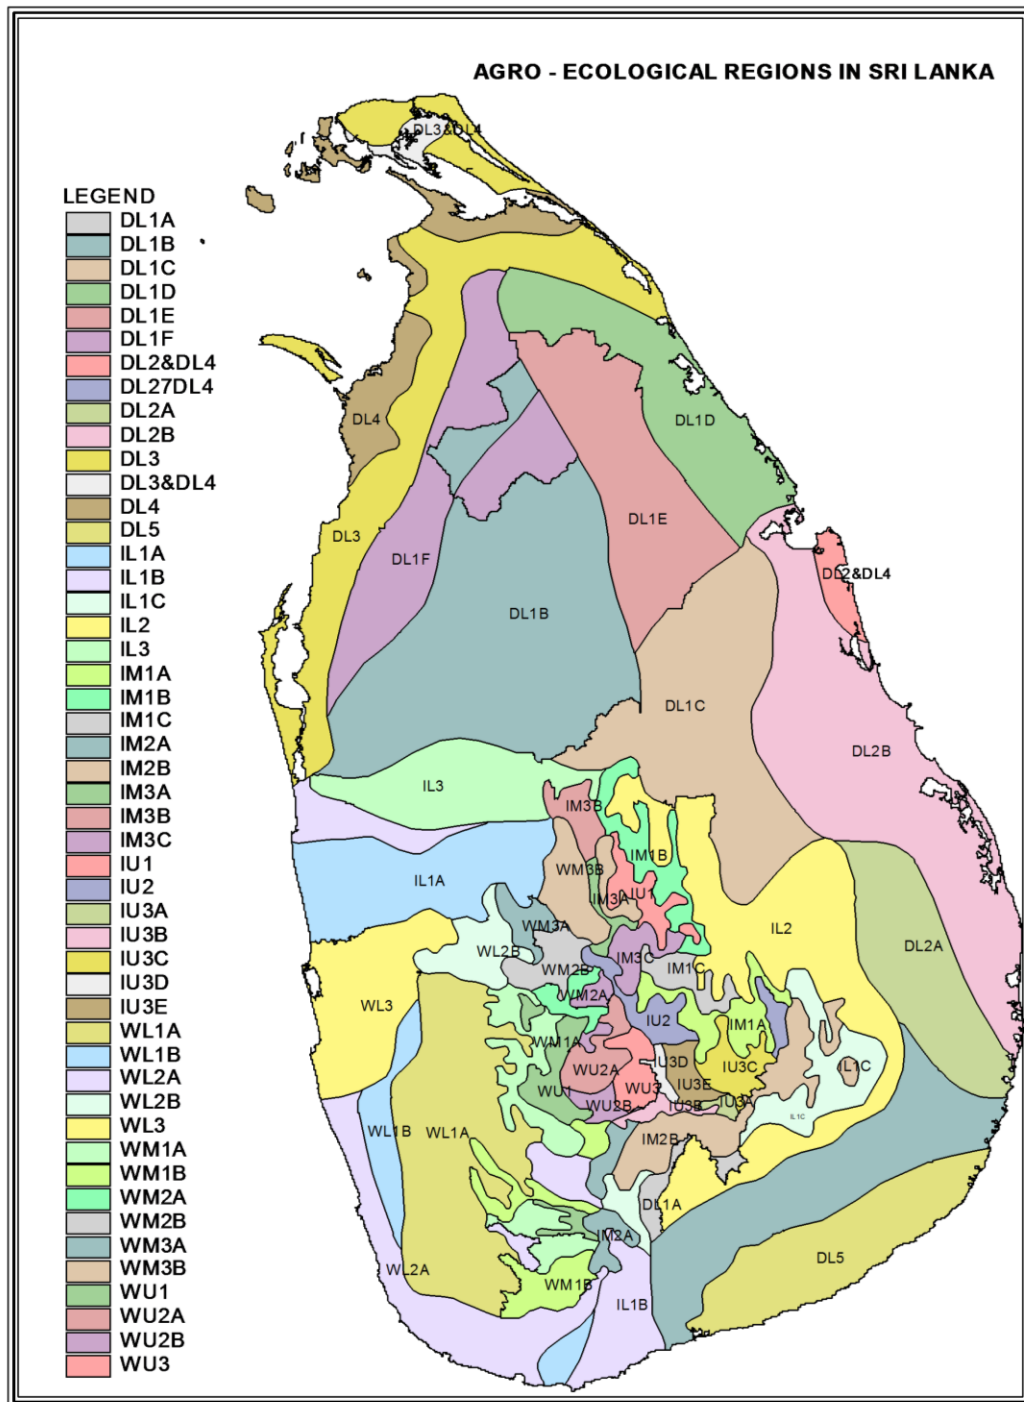 AGRO - ECOLOGICAL REGIONS IN SRI LANKA
LEGEND
DL1A
DL1B
DL1C
DL1D
DL1E
DL1F
DL2&DL4
DL27DL4
DL2A
DL2B
DL3
DL3&DL4
DL4
DL5
IL1A
IL1B
IL1C
IL2
IL3
IM1A
IM1B
IM1C
IM2A
IM2B
IM3A
IM3B
IM3C
IU1
IU2
IU3A
IU3B
IU3C
IU3D
IU3E
WL1A
WL1B
WL2A
WL2B
WL3
WM1A
WM1B
WM2A
WM2B
WM3A
WM3B
WU1
WU2A
WU2B
WU3
DL3&DL4
DL4
DL1D
DL1E
DL3
DL1F
DL2&DL4
DL1B
DL1C
DL2B
IL3
IM3B
IM1B
WM3B
IL1A
IU1
IM3A
WM3A
IL2
DL2A
WL2B
IM3C
WM2B
IM1C
WM2A
WL3
IU2
IM1A
WM1A
IU3D
IU3C
IL1C
WU2A
IU3E
WU3
WU1
IU3A
WU2B
IU3B
IL1C
WL1B
WL1A
IM2B
DL1A
IM2A
DL5
WL2A
WM1B
IL1B